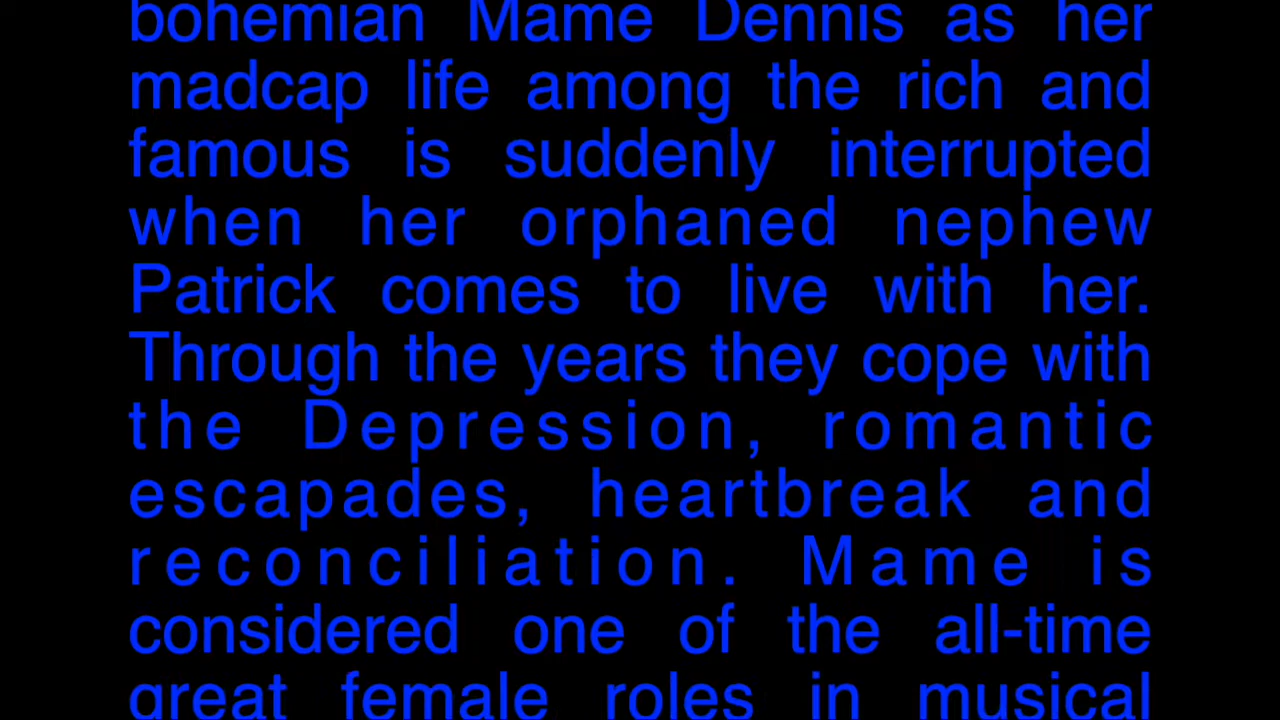 bohemian Mame Dennis as her
madcap life among the rich and
famous is suddenly interrupted
when her orphaned nephew
Patrick comes to live with her.
Through the years they cope with
the Depression, romantic
escapades, heartbreak and
reconciliation. Mame is
considered one of the all-time
great female roles in musical